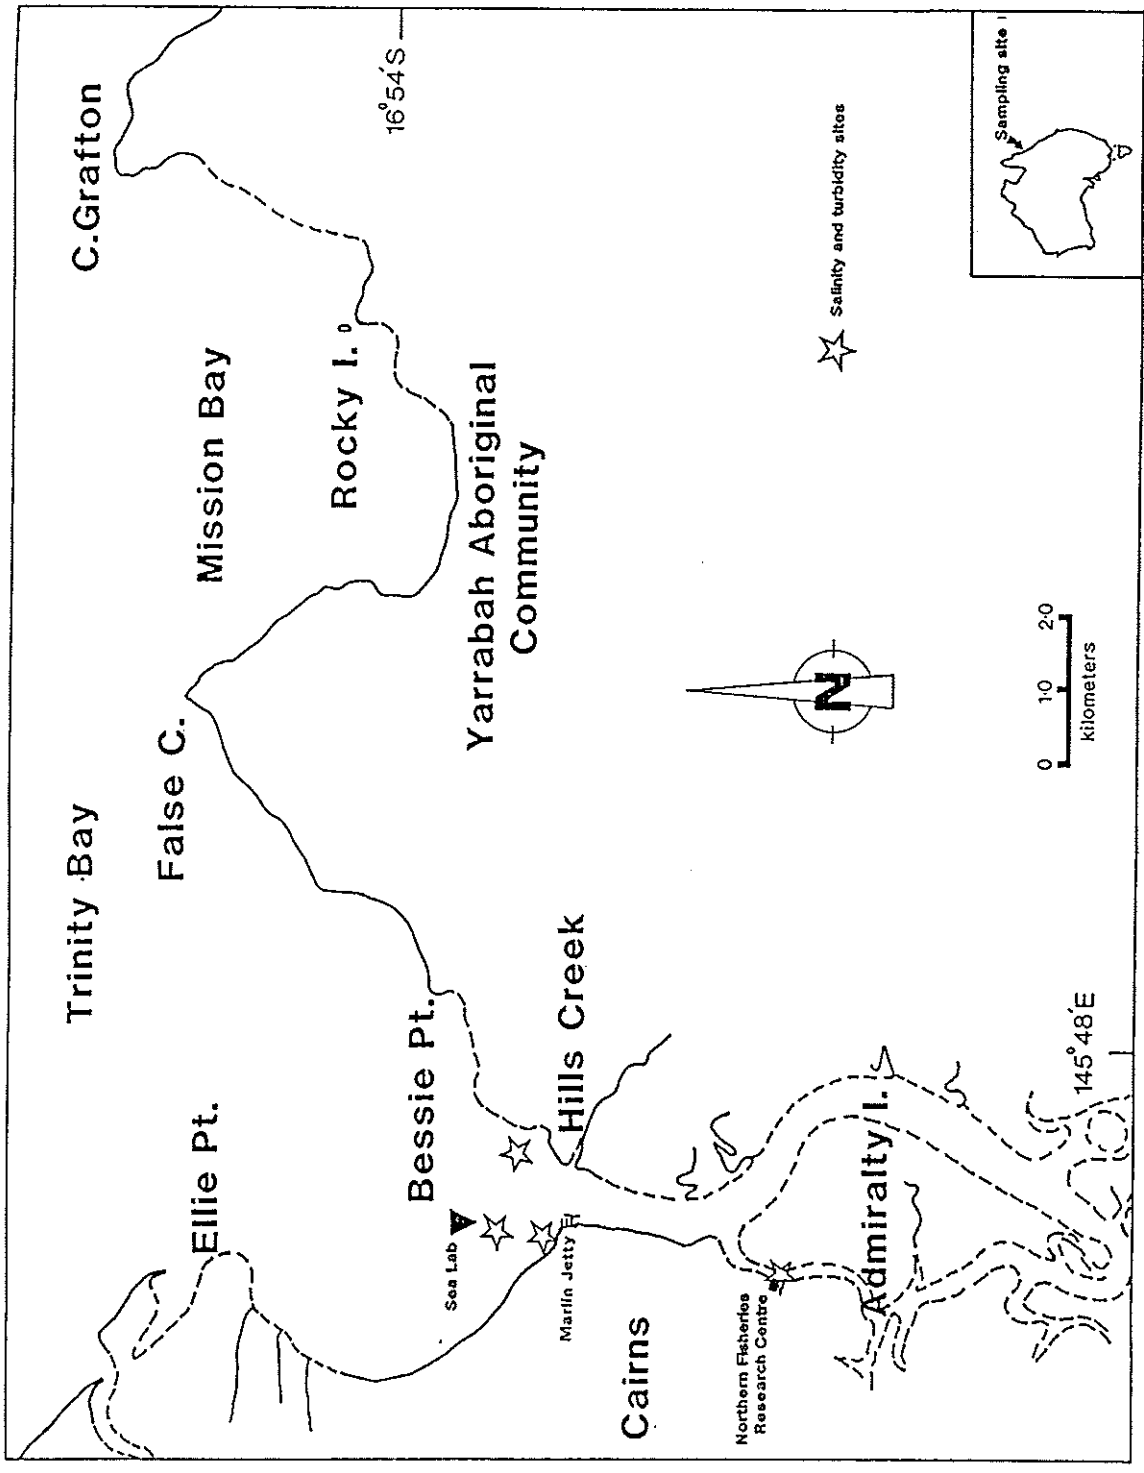 Trinity Bay
C.Grafton
False C.
Mission Bay
Ellie Pt.
Rocky I.
16°54'S
Bessie Pt.
Yarrabah Aboriginal
Community
Sea Lab
Marlin Jetty
Hills Creek
Cairns
Northern Fisheries
Research Centre
Admiralty I.
N
Salinity and turbidity sites
0 1·0 2·0
kilometers
145°48'E
Sampling site